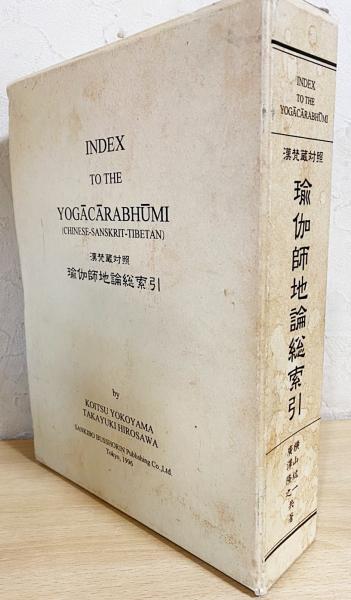 INDEX
TO THE
YOGĀCĀRABHŪMI
(CHINESE-SANSKRIT-TIBETAN)
漢梵蔵対照
瑜伽師地論総索引
by
KOITSU YOKOYAMA
TAKAYUKI HIROSAWA
SANKIBO BUSSHORIN Publishing Co.,Ltd.
Tokyo, 1996
INDEX
TO THE
YOGĀCĀRABHŪMI
漢梵蔵対照
瑜伽師地論総索引
横山紘一
廣澤隆之
共著